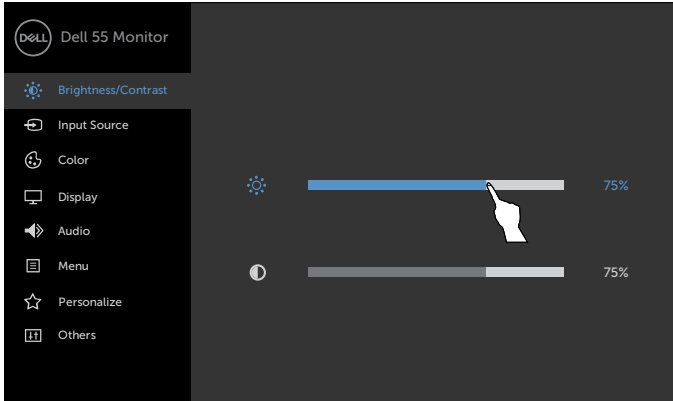 DELL Dell 55 Monitor
Brightness/Contrast
Input Source
Color
Display
Audio
Menu
Personalize
Others
75%
75%